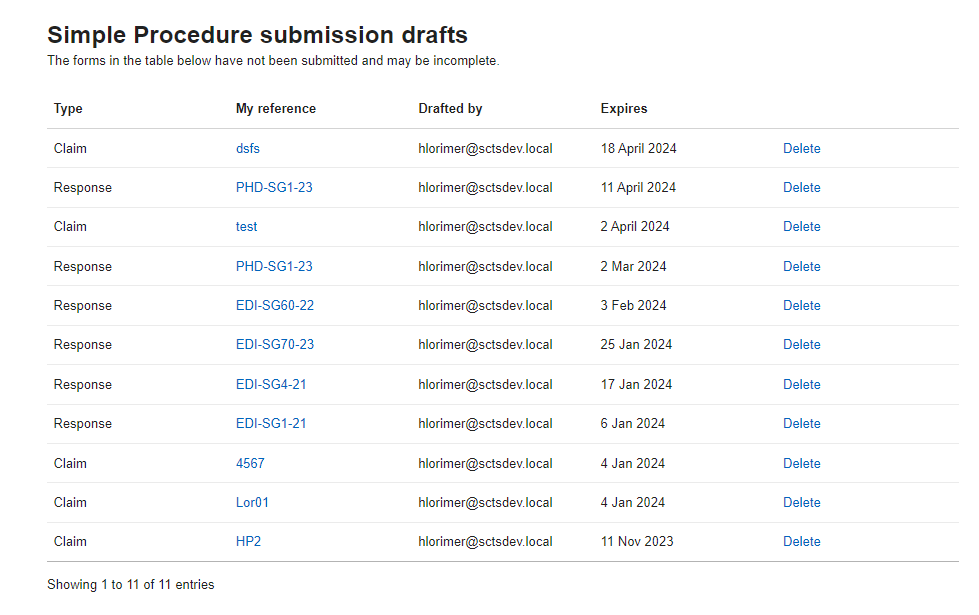 Simple Procedure submission drafts
The forms in the table below have not been submitted and may be incomplete.
Type My reference Drafted by Expires
Claim dsfs hlorimer@sctsdev.local 18 April 2024 Delete
Response PHD-SG1-23 hlorimer@sctsdev.local 11 April 2024 Delete
Claim test hlorimer@sctsdev.local 2 April 2024 Delete
Response PHD-SG1-23 hlorimer@sctsdev.local 2 Mar 2024 Delete
Response EDI-SG60-22 hlorimer@sctsdev.local 3 Feb 2024 Delete
Response EDI-SG70-23 hlorimer@sctsdev.local 25 Jan 2024 Delete
Response EDI-SG4-21 hlorimer@sctsdev.local 17 Jan 2024 Delete
Response EDI-SG1-21 hlorimer@sctsdev.local 6 Jan 2024 Delete
Claim 4567 hlorimer@sctsdev.local 4 Jan 2024 Delete
Claim Lor01 hlorimer@sctsdev.local 4 Jan 2024 Delete
Claim HP2 hlorimer@sctsdev.local 11 Nov 2023 Delete
Showing 1 to 11 of 11 entries